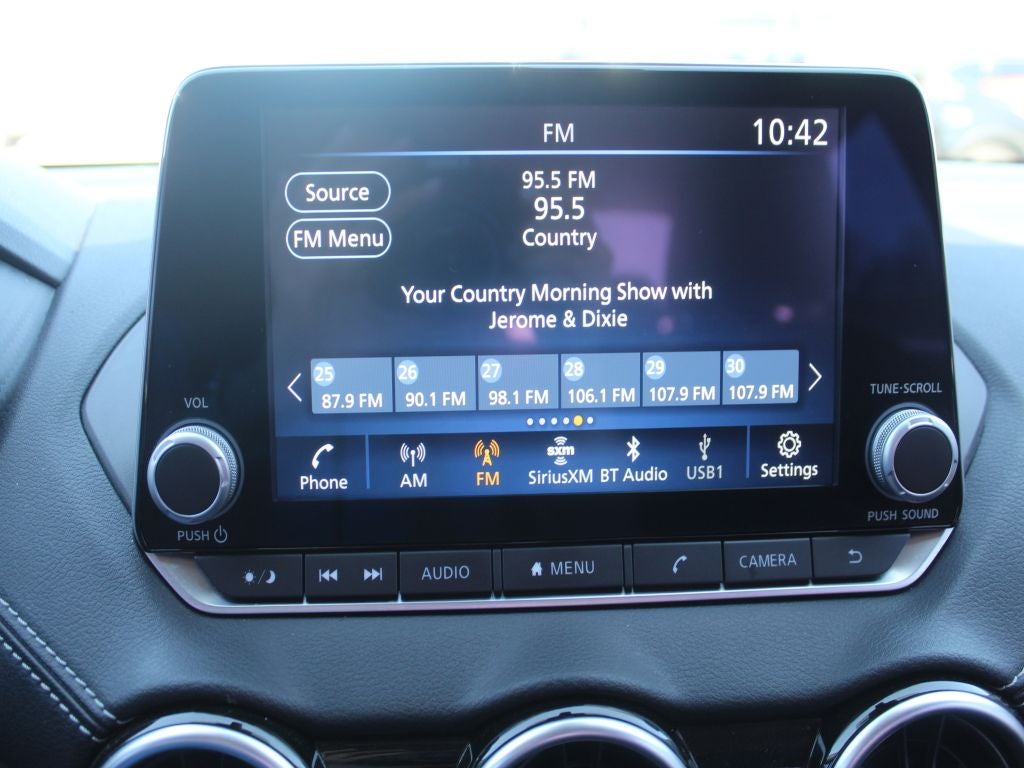 FM
10:42
Source
95.5 FM
95.5
FM Menu
Country
Your Country Morning Show with
Jerome & Dixie
25
26
27
28
29
30
87.9 FM
90.1 FM
98.1 FM
106.1 FM
107.9 FM
107.9 FM
Phone
AM
FM
sxm
SiriusXM
BT Audio
USB1
Settings
VOL
PUSH
TUNE·SCROLL
PUSH SOUND
AUDIO
MENU
CAMERA